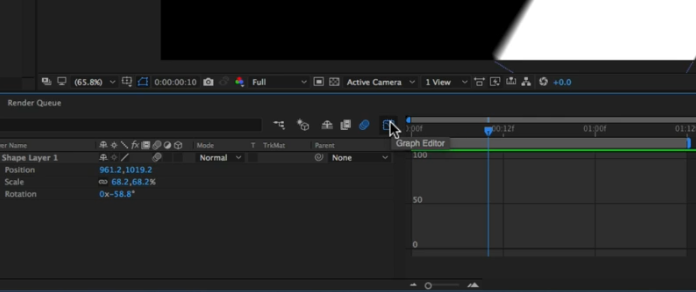 (65.8%) 0:00:00:10 Full Active Camera 1 View +0.0
Render Queue
:00f 00:12f 01:00f 01:12
Graph Editor
er Name Mode T TrkMat Parent
Shape Layer 1 Normal None
100
Position 961.2,1019.2
Scale 68.2,68.2%
Rotation 0x-58.8°
50
0